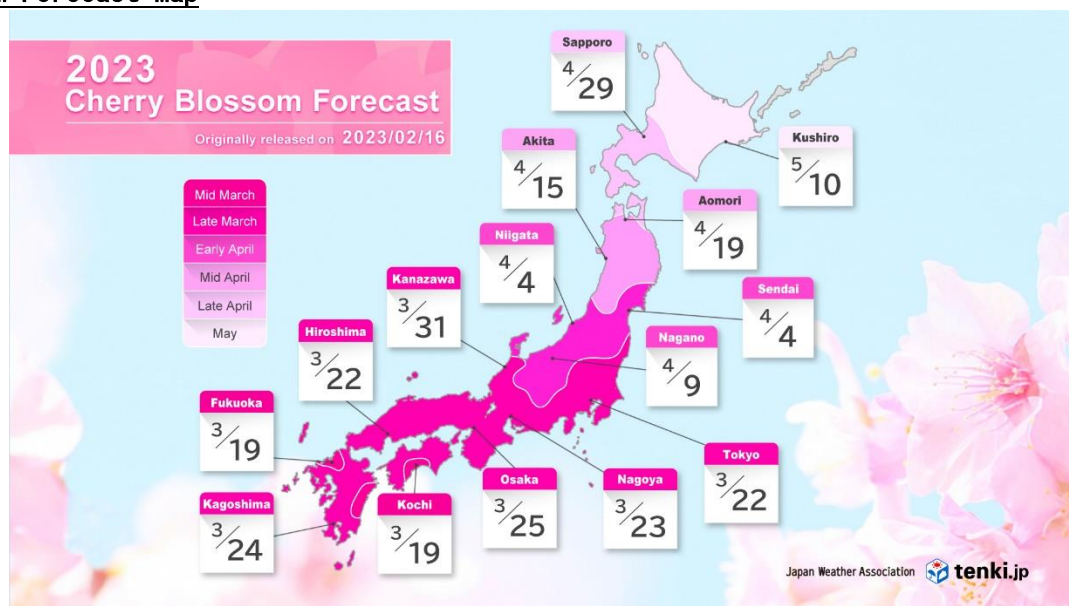 2023
Cherry Blossom Forecast
Originally released on 2023/02/16
Mid March
Late March
Early April
Mid April
Late April
May
Sapporo
4/29
Kushiro
5/10
Akita
4/15
Aomori
4/19
Niigata
4/4
Sendai
4/4
Kanazawa
3/31
Nagano
4/9
Hiroshima
3/22
Fukuoka
3/19
Tokyo
3/22
Kagoshima
3/24
Kochi
3/19
Osaka
3/25
Nagoya
3/23
Japan Weather Association tenki.jp